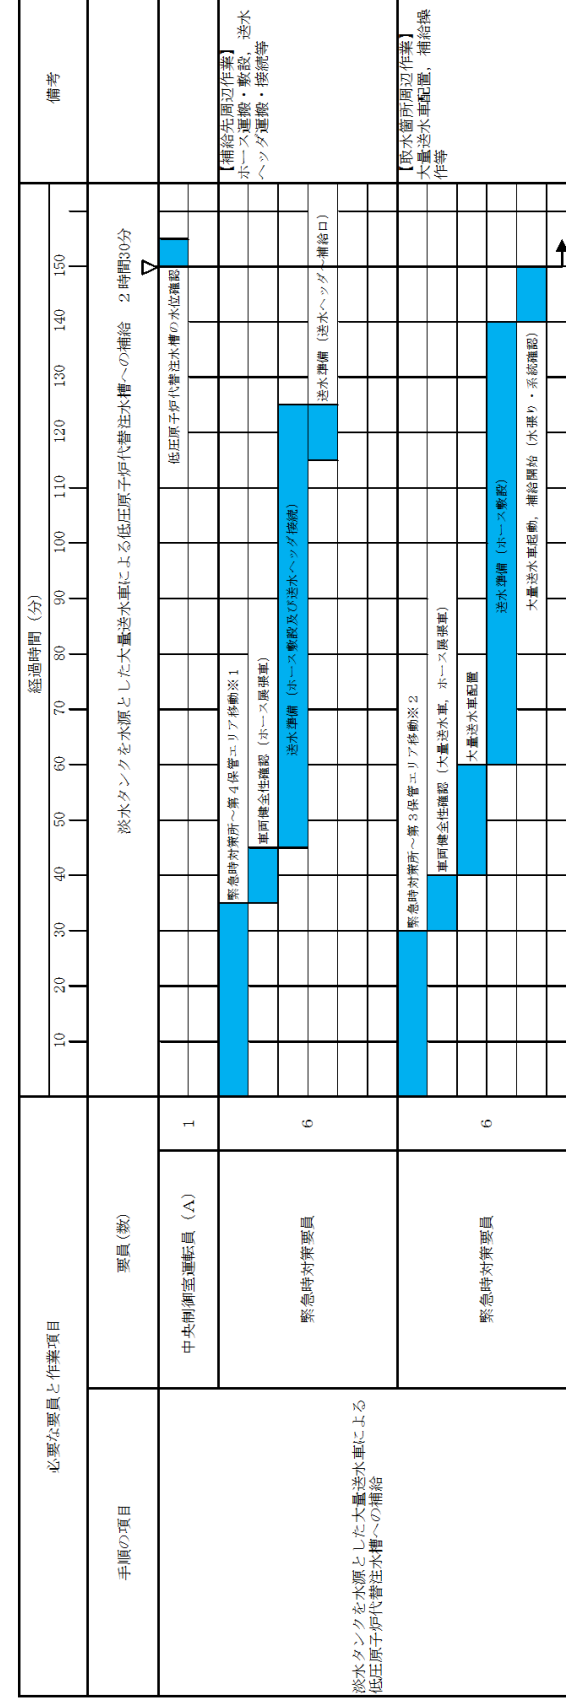 必要な要員と作業項目
経過時間（分）
備考
手順の項目
要員(数)
10 20 30 40 50 60 70 80 90 100 110 120 130 140 150
淡水タンクを水源とした大量送水車による低圧原子炉代替注水槽への補給　２時間30分
▽
淡水タンクを水源とした大量送水車による
低圧原子炉代替注水槽への補給
中央制御室運転員（Ａ）
1
低圧原子炉代替注水槽の水位確認
緊急時対策要員
6
緊急時対策所～第４保管エリア移動※１
車両健全性確認（ホース展張車）
送水準備（ホース敷設及び送水ヘッダ接続）
送水準備（送水ヘッダ～補給口）
【補給先周辺作業】
ホース運搬・敷設，送水
ヘッダ運搬・接続等
緊急時対策要員
6
緊急時対策所～第３保管エリア移動※２
車両健全性確認（大量送水車，ホース展張車）
大量送水車配置
送水準備（ホース敷設）
大量送水車起動，補給開始（水張り・系統確認）
【取水箇所周辺作業】
大量送水車配置，補給操
作等